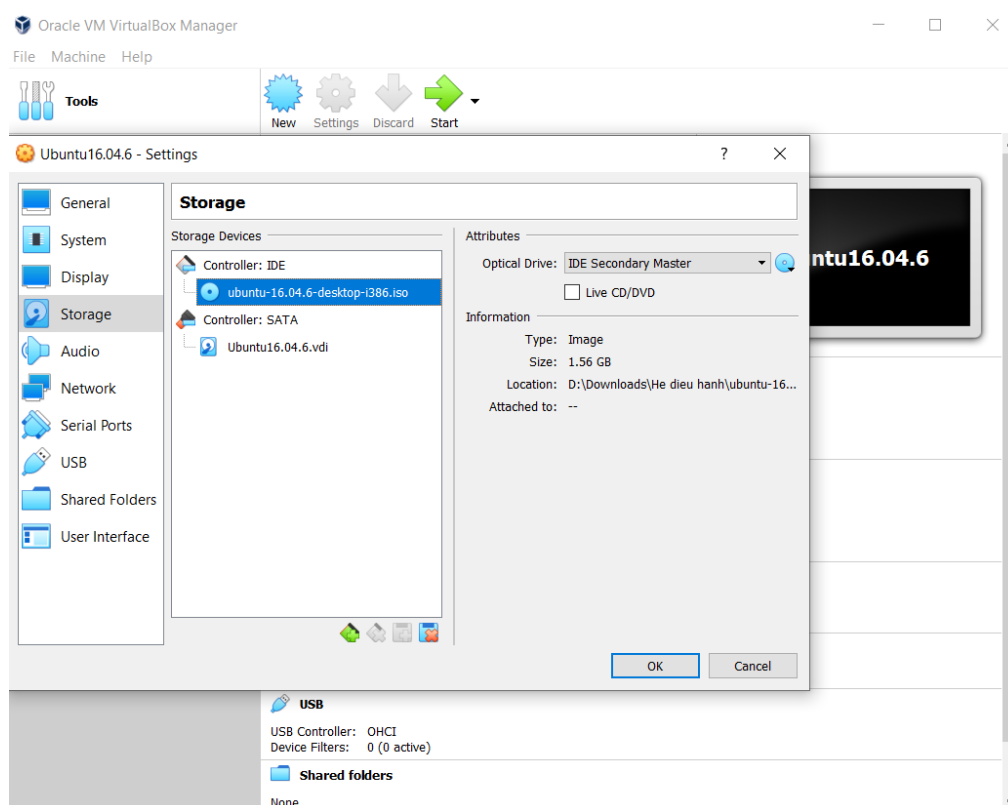 Oracle VM VirtualBox Manager
File Machine Help
Tools
New Settings Discard Start
Ubuntu16.04.6 - Settings
?
General
System
Display
Storage
Audio
Network
Serial Ports
USB
Shared Folders
User Interface
Storage
Storage Devices
Controller: IDE
ubuntu-16.04.6-desktop-i386.iso
Controller: SATA
Ubuntu16.04.6.vdi
Attributes
Optical Drive: IDE Secondary Master
Live CD/DVD
Information
Type: Image
Size: 1.56 GB
Location: D:\Downloads\He dieu hanh\ubuntu-16...
Attached to: --
OK Cancel
ntu16.04.6
USB
USB Controller: OHCI
Device Filters: 0 (0 active)
Shared folders
None